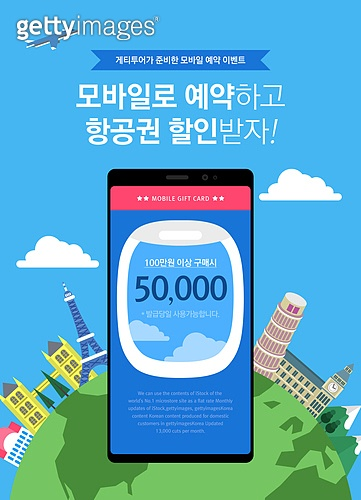 gettyimages®
게티투어가 준비한 모바일 예약 이벤트
모바일로 예약하고
항공권 할인받자!
★★ MOBILE GIFT CARD ★★
100만원 이상 구매시
50,000
* 발급당일 사용가능합니다.
We can use the contents of iStock of the
world's No.1 microstore site as a flat rate Monthly
updates of iStock,gettyimages, gettyimagesKorea
content Korean content produced for domestic
customers in gettyimagesKorea Updated
13,000 cuts per month.